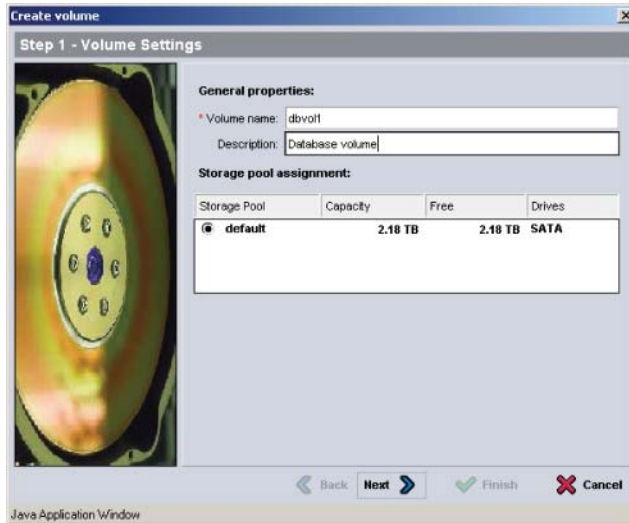 Create volume
Step 1 - Volume Settings
General properties:
* Volume name: dbvol1
Description: Database volume
Storage pool assignment:
Storage Pool Capacity Free Drives
default 2.18 TB 2.18 TB SATA
Back Next Finish Cancel
Java Application Window